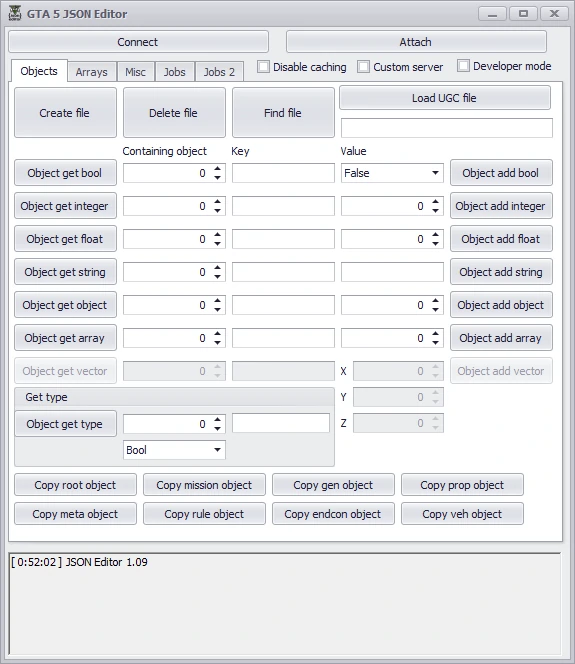 GTA 5 JSON Editor
Connect
Attach
Objects
Arrays
Misc
Jobs
Jobs 2
Disable caching
Custom server
Developer mode
Create file
Delete file
Find file
Load UGC file
Containing object
Key
Value
Object get bool
0
False
Object add bool
Object get integer
0
0
Object add integer
Object get float
0
0
Object add float
Object get string
0
Object add string
Object get object
0
0
Object add object
Object get array
0
0
Object add array
Object get vector
0
X
0
Object add vector
Get type
Y
0
Object get type
0
Z
0
Bool
Copy root object
Copy mission object
Copy gen object
Copy prop object
Copy meta object
Copy rule object
Copy endcon object
Copy veh object
[ 0:52:02 ] JSON Editor 1.09